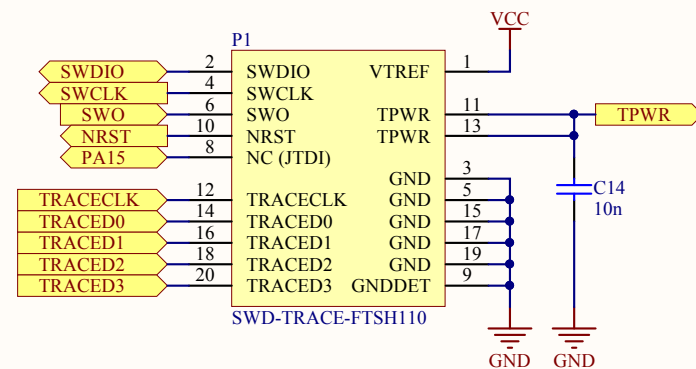 VCC
P1
SWDIO 2 SWDIO VTREF 1
SWCLK 4 SWCLK
SWO 6 SWO TPWR 11 TPWR
NRST 10 NRST TPWR 13
PA15 8 NC (JTDI)
GND 3
TRACECLK 12 TRACECLK GND 5
TRACED0 14 TRACED0 GND 15
TRACED1 16 TRACED1 GND 17
TRACED2 18 TRACED2 GND 19
TRACED3 20 TRACED3 GNDDET 9
C14
10n
SWD-TRACE-FTSH110
GND GND